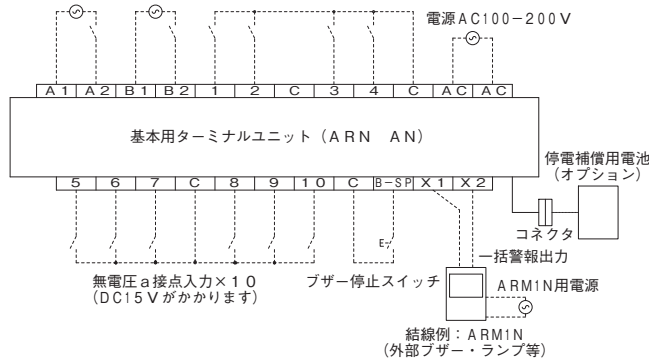 電源AC100-200V
A1 A2 B1 B2 1 2 C 3 4 C AC AC
基本用ターミナルユニット（ARN AN）
5 6 7 C 8 9 10 C B-SP X1 X2
停電補償用電池
（オプション）
コネクタ
E
無電圧a接点入力×10
（DC15Vがかかります）
ブザー停止スイッチ
一括警報出力
ARM1N用電源
結線例：ARM1N
（外部ブザー・ランプ等）